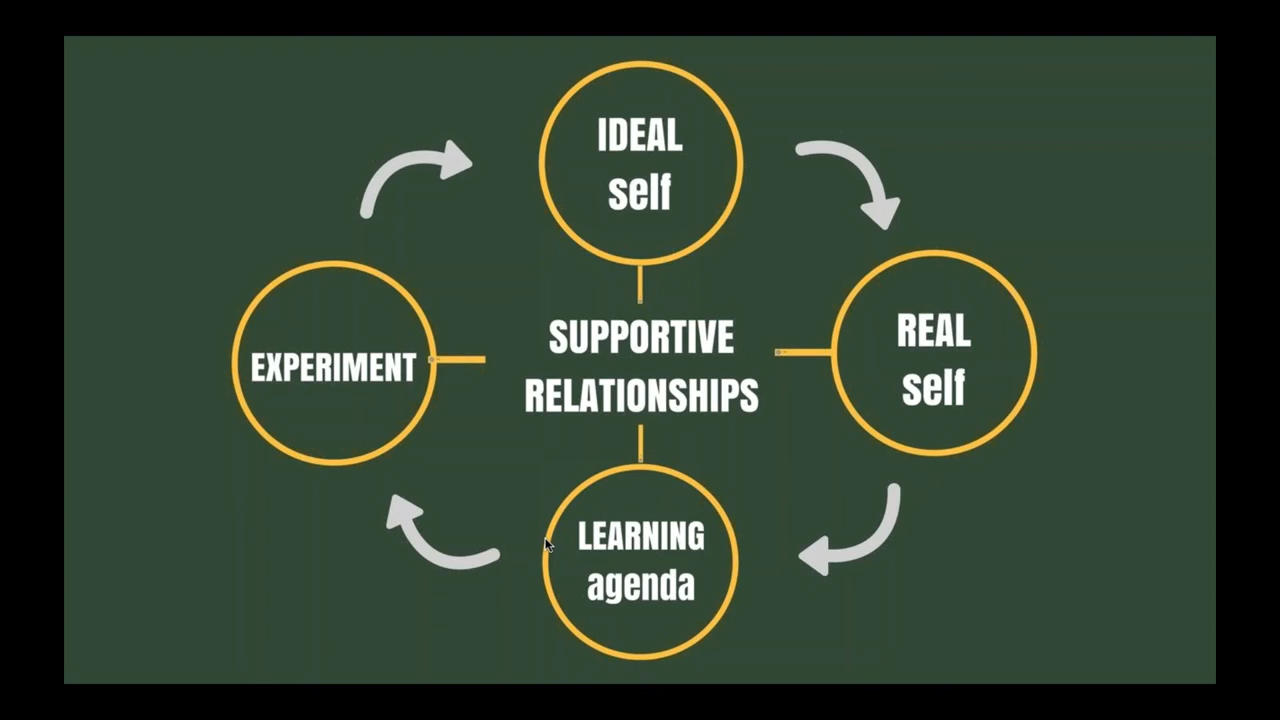 IDEAL
self
SUPPORTIVE
RELATIONSHIPS
REAL
self
EXPERIMENT
LEARNING
agenda